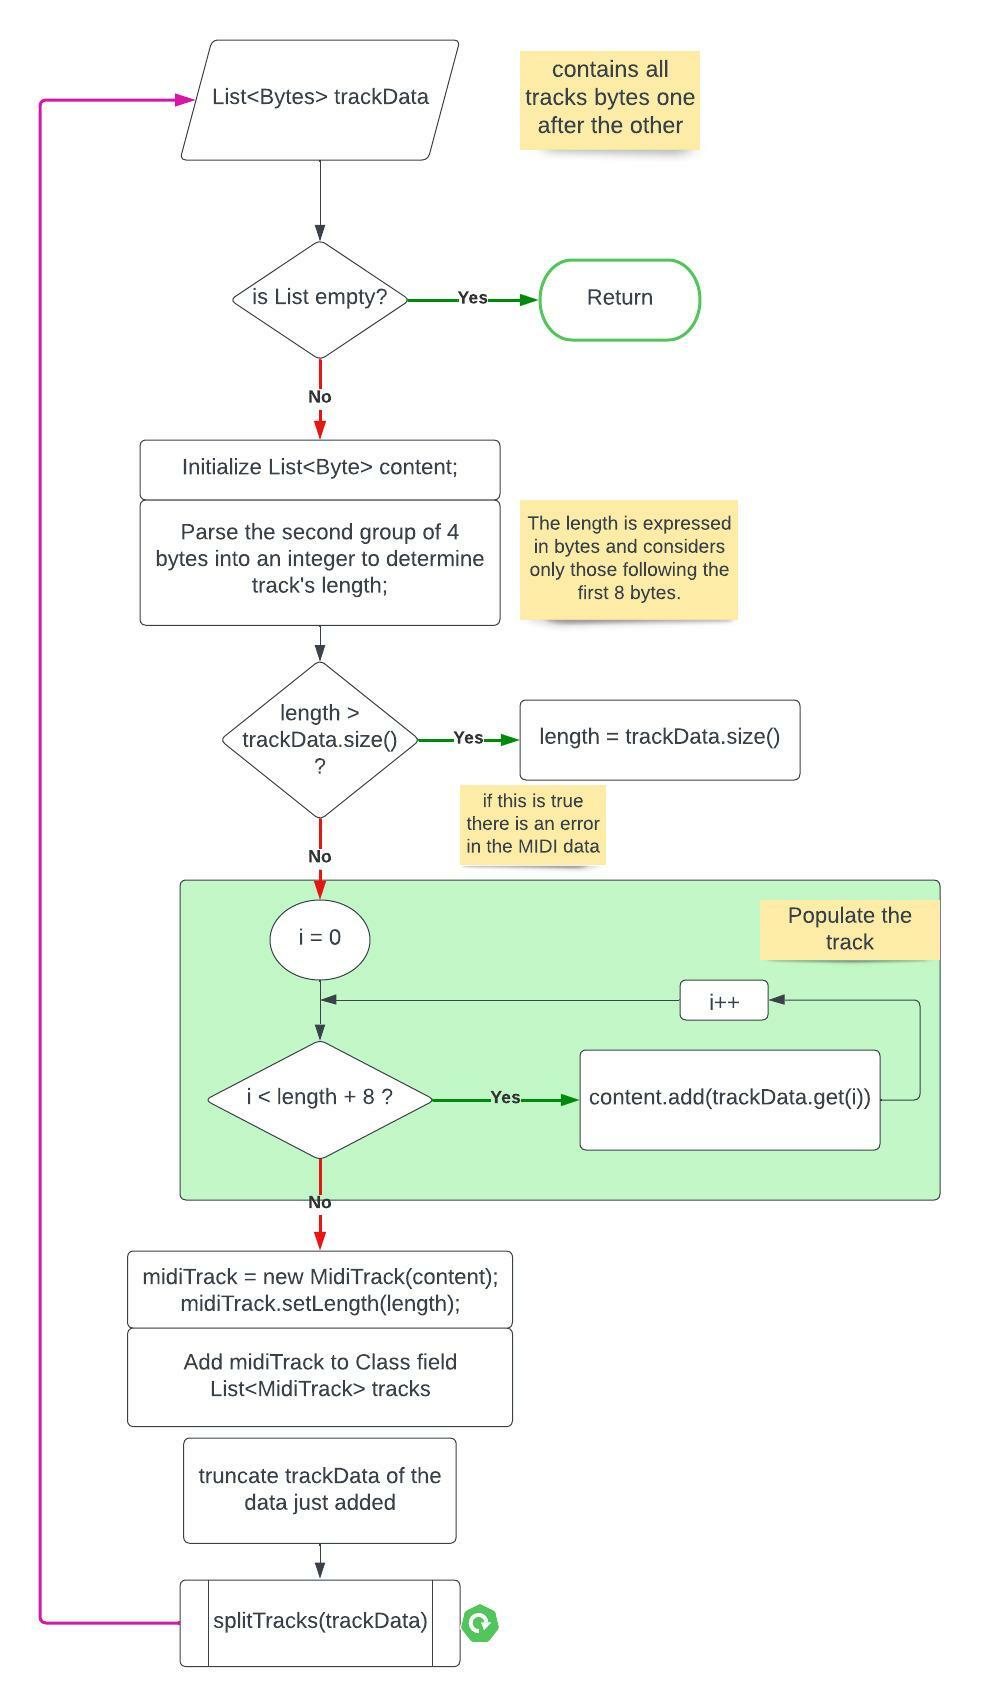 List<Bytes> trackData
contains all
tracks bytes one
after the other
is List empty?
Yes
Return
No
Initialize List<Byte> content;
Parse the second group of 4
bytes into an integer to determine
track's length;
The length is expressed
in bytes and considers
only those following the
first 8 bytes.
length >
trackData.size()
?
Yes
length = trackData.size()
if this is true
there is an error
in the MIDI data
No
i = 0
Populate the
track
i++
i < length + 8 ?
Yes
content.add(trackData.get(i))
No
midiTrack = new MidiTrack(content);
midiTrack.setLength(length);
Add midiTrack to Class field
List<MidiTrack> tracks
truncate trackData of the
data just added
splitTracks(trackData)